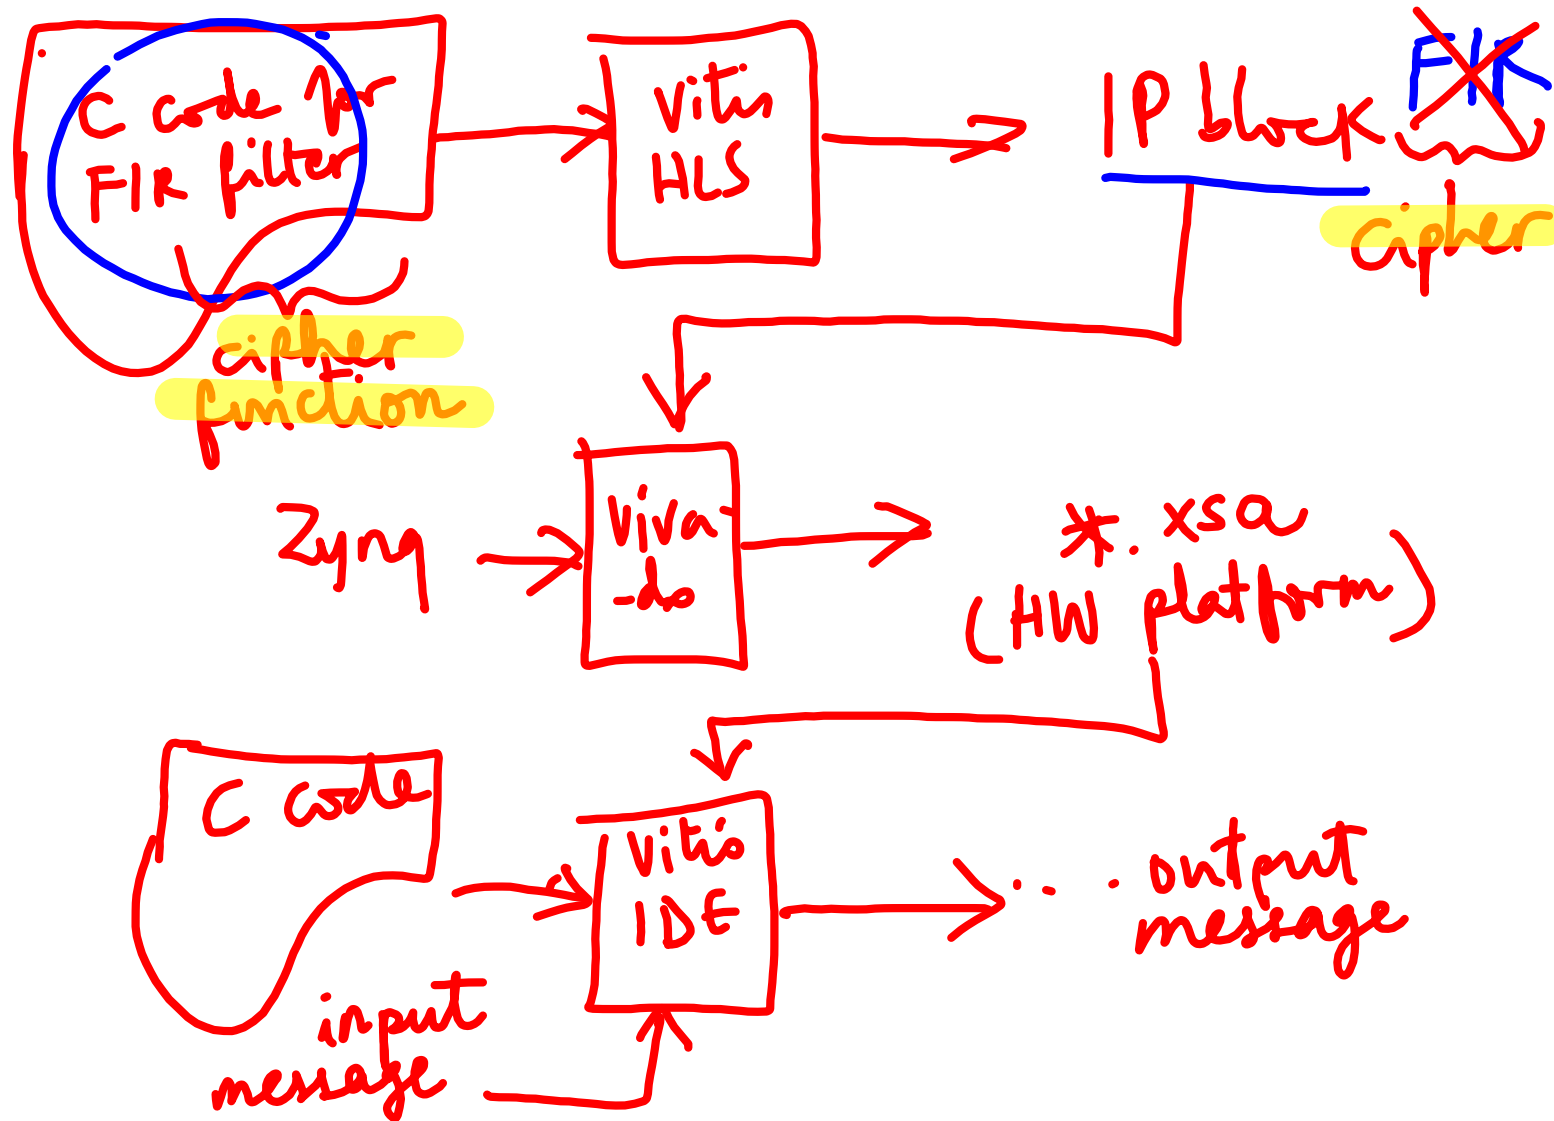 C code for
FIR filter
cipher
function
Vitis
HLS
IP block
FIR
cipher
Zynq
Viva-
-do
*.xsa
(HW platform)
C code
input
message
Vitis
IDE
... output
message